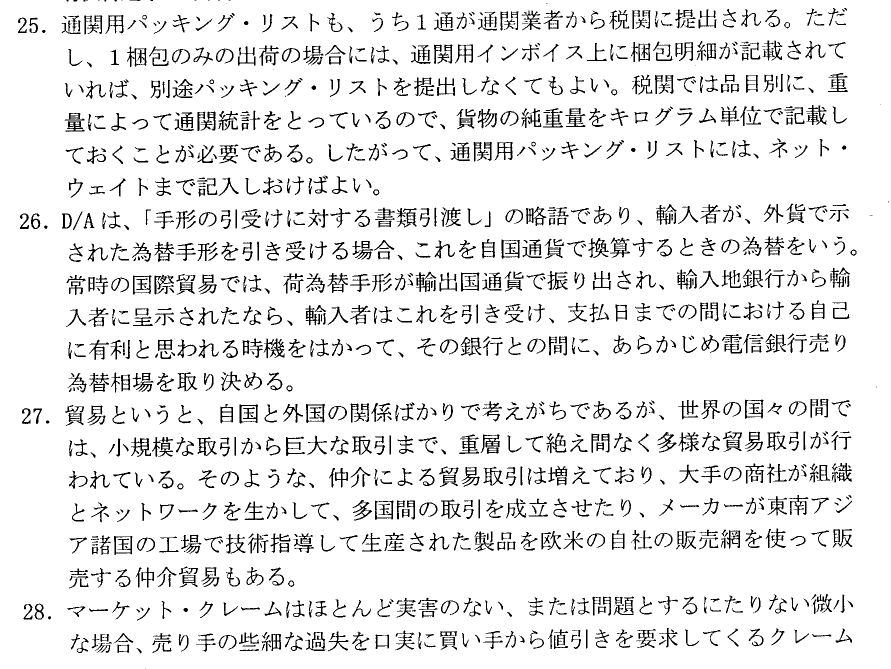 25．通関用パッキング・リストも、うち１通が通関業者から税関に提出される。ただ
し、１梱包のみの出荷の場合には、通関用インボイス上に梱包明細が記載されて
いれば、別途パッキング・リストを提出しなくてもよい。税関では品目別に、重
量によって通関統計をとっているので、貨物の純重量をキログラム単位で記載し
ておくことが必要である。したがって、通関用パッキング・リストには、ネット・
ウェイトまで記入しおけばよい。
26．D/Aは、「手形の引受けに対する書類引渡し」の略語であり、輸入者が、外貨で示
された為替手形を引き受ける場合、これを自国通貨で換算するときの為替をいう。
常時の国際貿易では、荷為替手形が輸出国通貨で振り出され、輸入地銀行から輸
入者に呈示されたなら、輸入者はこれを引き受け、支払日までの間における自己
に有利と思われる時機をはかって、その銀行との間に、あらかじめ電信銀行売り
為替相場を取り決める。
27．貿易というと、自国と外国の関係ばかりで考えがちであるが、世界の国々の間で
は、小規模な取引から巨大な取引まで、重層して絶え間なく多様な貿易取引が行
われている。そのような、仲介による貿易取引は増えており、大手の商社が組織
とネットワークを生かして、多国間の取引を成立させたり、メーカーが東南アジ
ア諸国の工場で技術指導して生産された製品を欧米の自社の販売網を使って販
売する仲介貿易もある。
28．マーケット・クレームはほとんど実害のない、または問題とするにたりない微小
な場合、売り手の些細な過失を口実に買い手から値引きを要求してくるクレーム